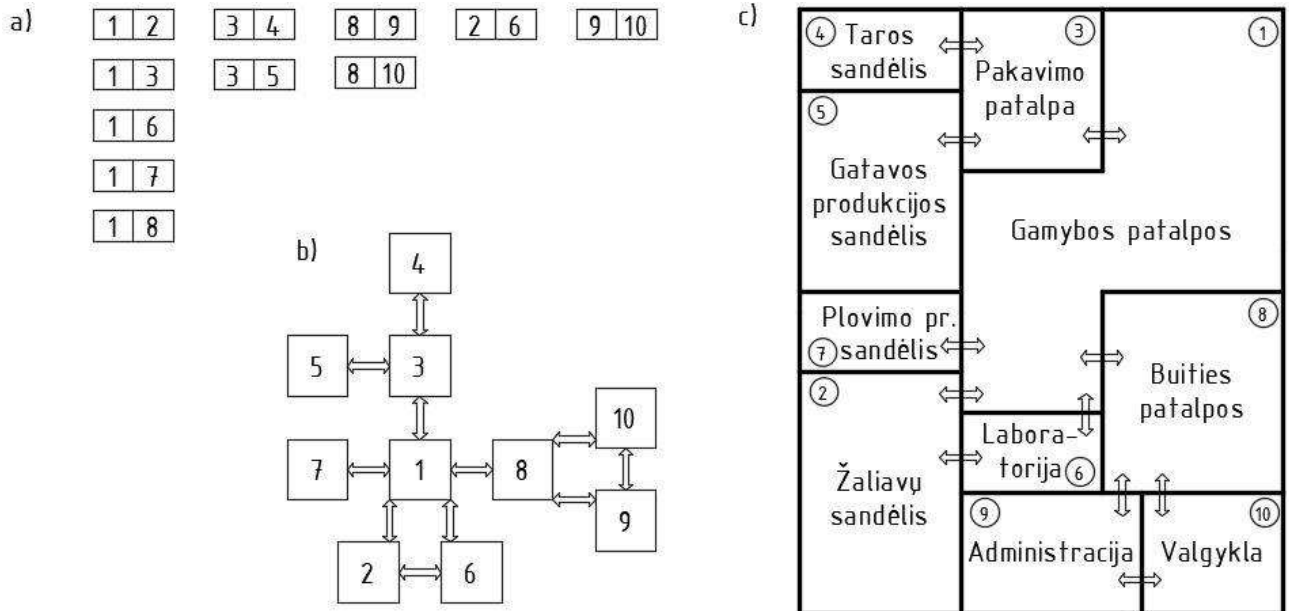 a)
1 2
3 4
8 9
2 6
9 10
1 3
3 5
8 10
1 6
1 7
1 8
b)
4
5
3
10
7
1
8
9
2
6
c)
4
Taros
sandėlis
3
Pakavimo
patalpa
1
5
Gatavos
produkcijos
sandėlis
Gamybos patalpos
Plovimo pr.
7 sandėlis
8
Buities
patalpos
2
Žaliavų
sandėlis
Labora-
torija 6
9
Administracija
10
Valgykla